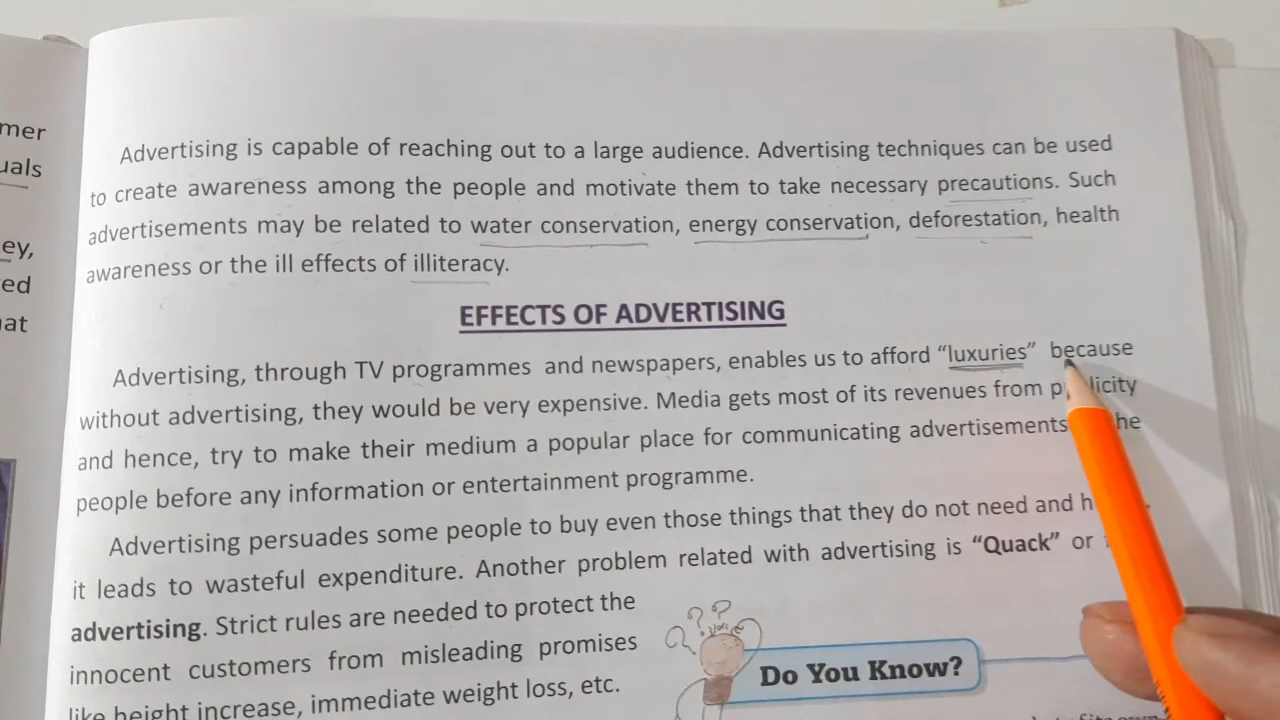 mer
uals
ey,
ed
at
Advertising is capable of reaching out to a large audience. Advertising techniques can be used
to create awareness among the people and motivate them to take necessary precautions. Such
advertisements may be related to water conservation, energy conservation, deforestation, health
awareness or the ill effects of illiteracy.
EFFECTS OF ADVERTISING
Advertising, through TV programmes and newspapers, enables us to afford “luxuries” because
without advertising, they would be very expensive. Media gets most of its revenues from
and hence, try to make their medium a popular place for communicating advertisements
people before any information or entertainment programme.
Advertising persuades some people to buy even those things that they do not need and
it leads to wasteful expenditure. Another problem related with advertising is “Quack” or
advertising. Strict rules are needed to protect the
innocent customers from misleading promises
like height increase, immediate weight loss, etc.
Do You Know?